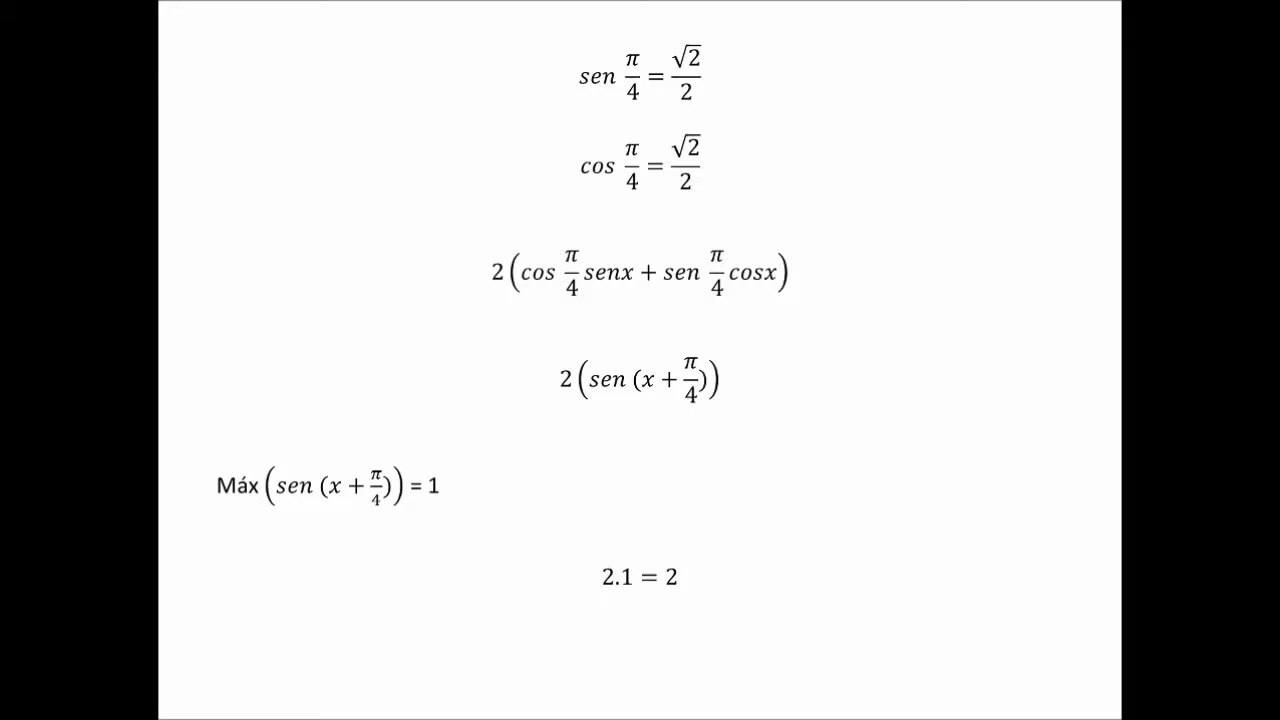 sen π/4 = √2/2
cos π/4 = √2/2
2(cos π/4 senx + sen π/4 cosx)
2(sen (x + π/4))
Máx (sen (x + π/4)) = 1
2.1 = 2